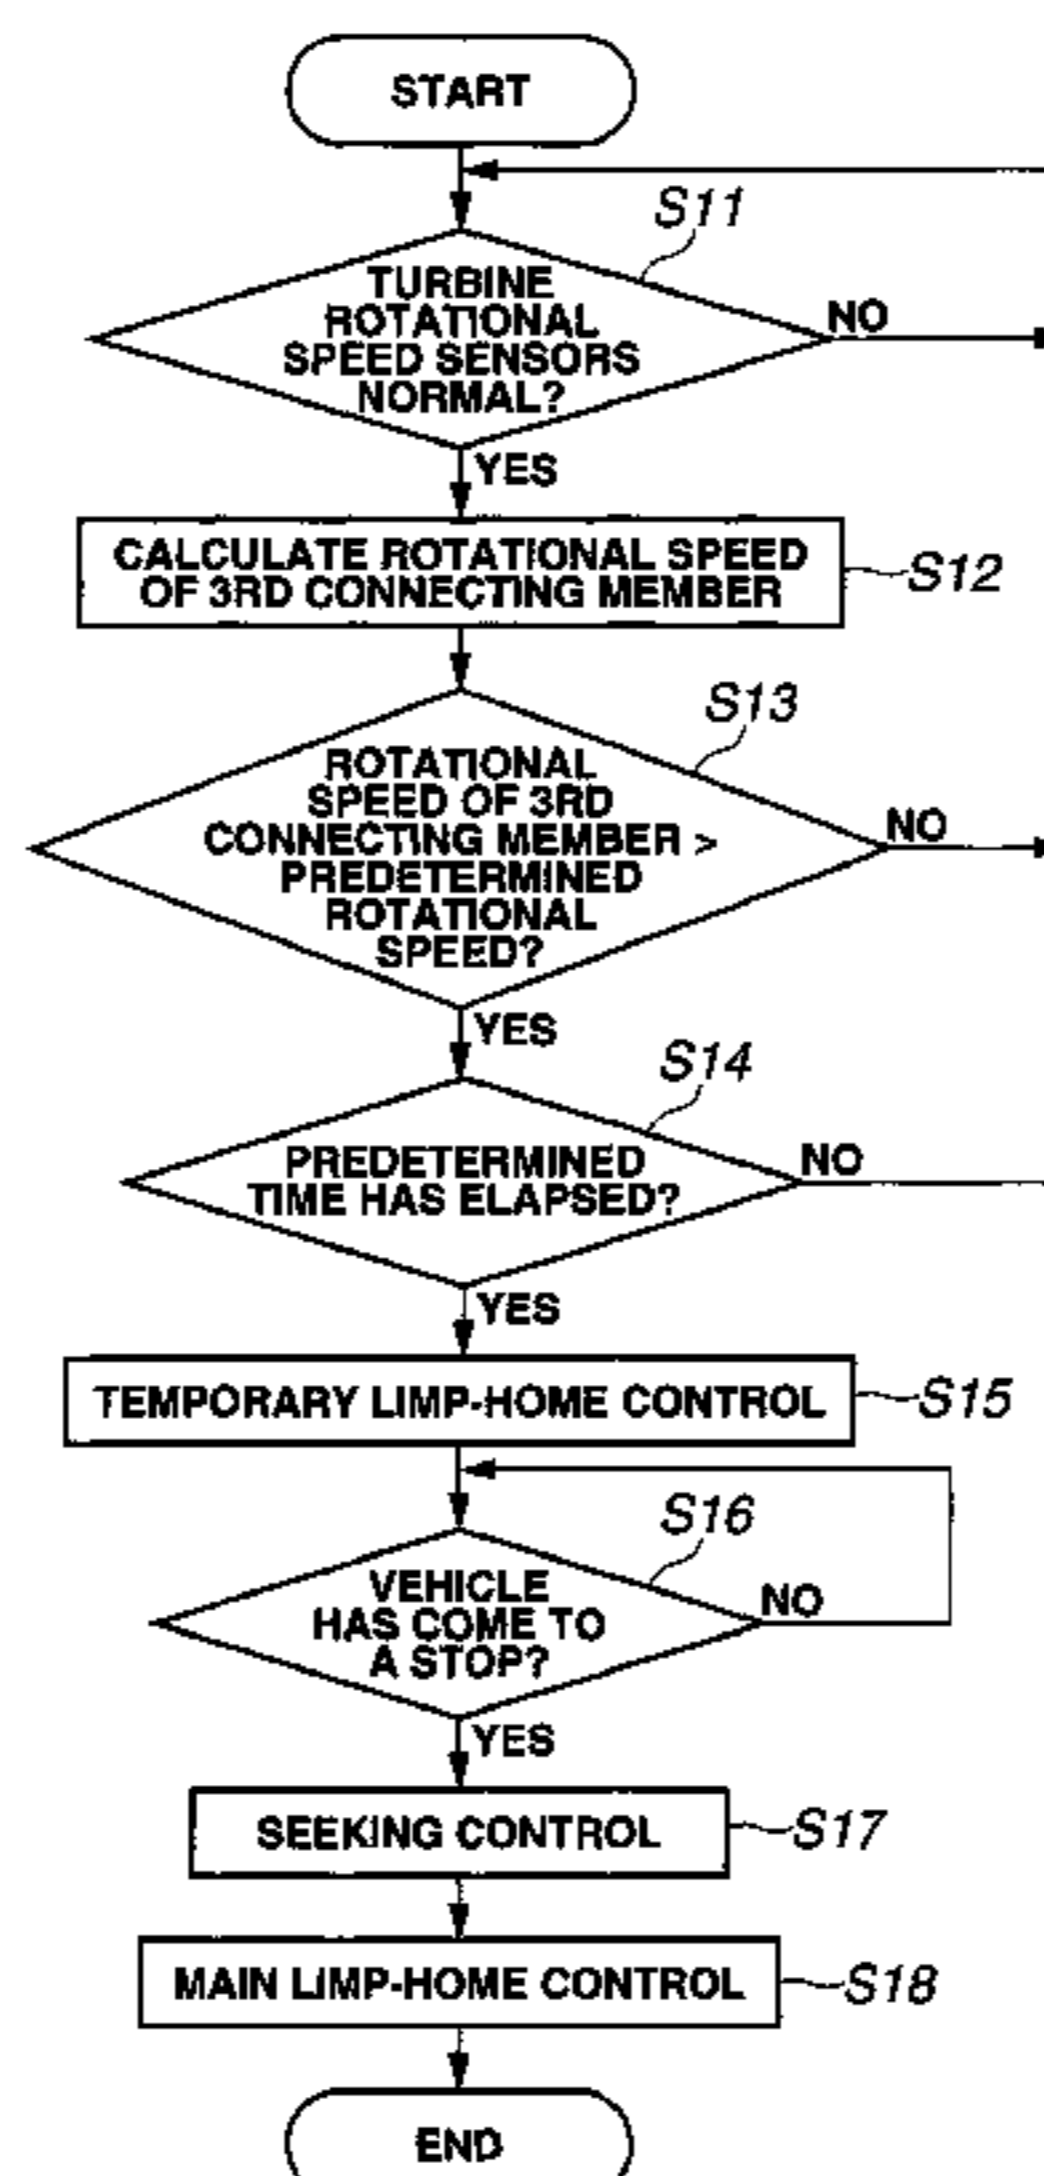 START
S11
TURBINE
ROTATIONAL
SPEED SENSORS
NORMAL?
NO
YES
CALCULATE ROTATIONAL SPEED
OF 3RD CONNECTING MEMBER
S12
S13
ROTATIONAL
SPEED OF 3RD
CONNECTING MEMBER >
PREDETERMINED
ROTATIONAL
SPEED?
NO
YES
S14
PREDETERMINED
TIME HAS ELAPSED?
NO
YES
TEMPORARY LIMP-HOME CONTROL
S15
S16
VEHICLE
HAS COME TO
A STOP?
NO
YES
SEEKING CONTROL
S17
MAIN LIMP-HOME CONTROL
S18
END